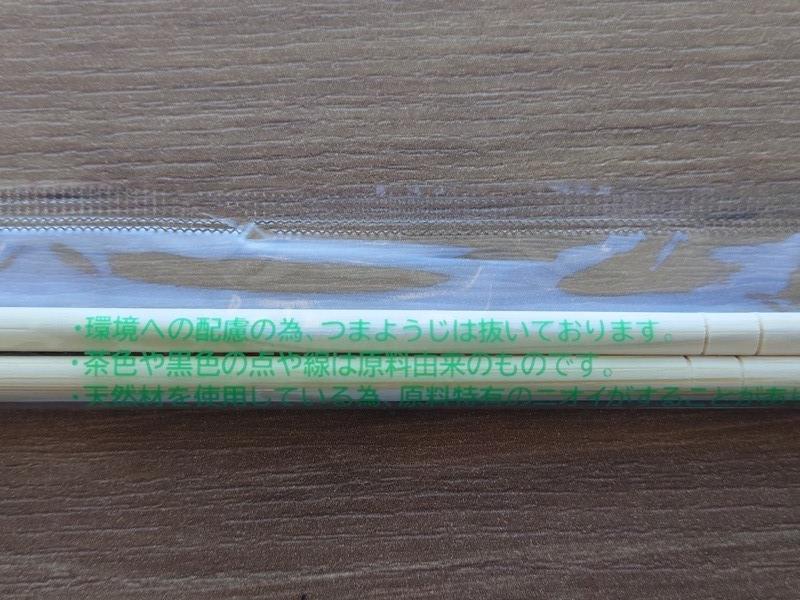 ・環境への配慮の為、つまようじは抜いております。
・茶色や黒色の点や線は原料由来のものです。
・天然材を使用している為、原料特有のニオイがすることがあ